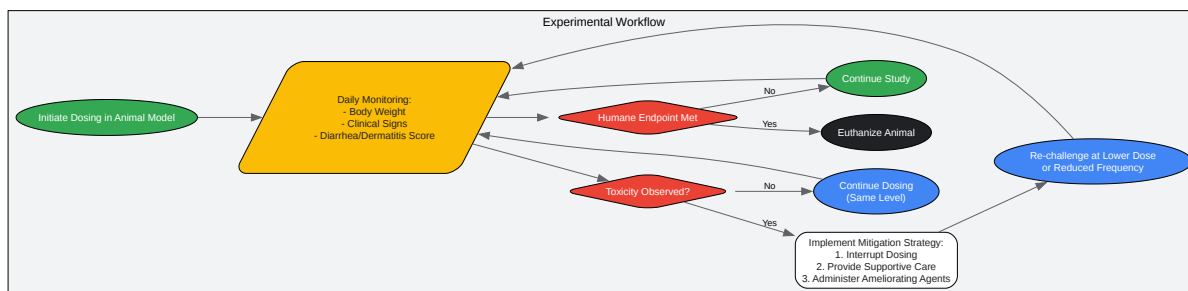 Experimental Workflow
Initiate Dosing in Animal Model
Daily Monitoring:
- Body Weight
- Clinical Signs
- Diarrhea/Dermatitis Score
Humane Endpoint Met
No
Continue Study
Yes
Euthanize Animal
Toxicity Observed?
No
Continue Dosing
(Same Level)
Yes
Implement Mitigation Strategy:
1. Interrupt Dosing
2. Provide Supportive Care
3. Administer Ameliorating Agents
Re-challenge at Lower Dose
or Reduced Frequency